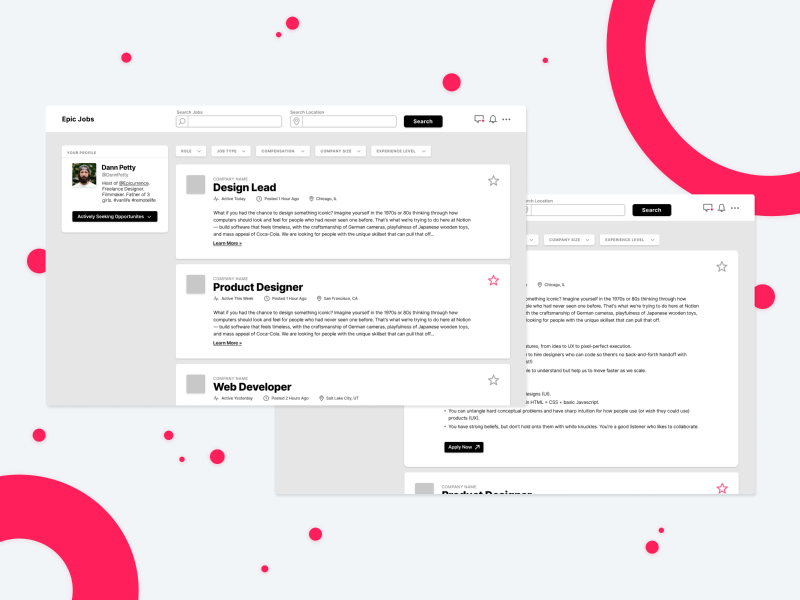 Epic Jobs
Search Jobs
Search Location
Search
YOUR PROFILE
Dann Petty
@DannPetty
Host of @Epicurrence.
Freelance Designer.
Filmmaker. Father of 3
girls. #vanlife #remotelife
Actively Seeking Opportunities
ROLE
JOB TYPE
COMPENSATION
COMPANY SIZE
EXPERIENCE LEVEL
COMPANY NAME
Design Lead
Active Today
Posted 1 Hour Ago
Chicago, IL
What if you had the chance to design something iconic? Imagine yourself in the 1970s or 80s thinking through how
computers should look and feel for people who had never seen one before. That's what we're trying to do here at Notion
— build software that feels timeless, with the craftsmanship of German cameras, playfulness of Japanese wooden toys,
and mass appeal of Coca-Cola. We are looking for people with the unique skillset that can pull that off...
Learn More »
COMPANY NAME
Product Designer
Active This Week
Posted 1 Hour Ago
San Francisco, CA
What if you had the chance to design something iconic? Imagine yourself in the 1970s or 80s thinking through how
computers should look and feel for people who had never seen one before. That's what we're trying to do here at Notion
— build software that feels timeless, with the craftsmanship of German cameras, playfulness of Japanese wooden toys,
and mass appeal of Coca-Cola. We are looking for people with the unique skillset that can pull that off...
Learn More »
COMPANY NAME
Web Developer
Active Yesterday
Posted 2 Hours Ago
Salt Lake City, UT
Location
Search
COMPANY SIZE
EXPERIENCE LEVEL
Chicago, IL
something iconic? Imagine yourself in the 1970s or 80s thinking through how
people who had never seen one before. That's what we're trying to do here at Notion
with the craftsmanship of German cameras, playfulness of Japanese wooden toys,
looking for people with the unique skillset that can pull that off.
from idea to UX to pixel-perfect execution.
to hire designers who can code so there's no back-and-forth handoff with
to understand but help us to move faster as we scale.
designs (UI).
HTML + CSS + basic Javascript.
• You can untangle hard conceptual problems and have sharp intuition for how people use (or wish they could use)
products (UX).
• You have strong beliefs, but don't hold onto them with white knuckles. You're a good listener who likes to collaborate.
Apply Now
COMPANY NAME
Product Designer